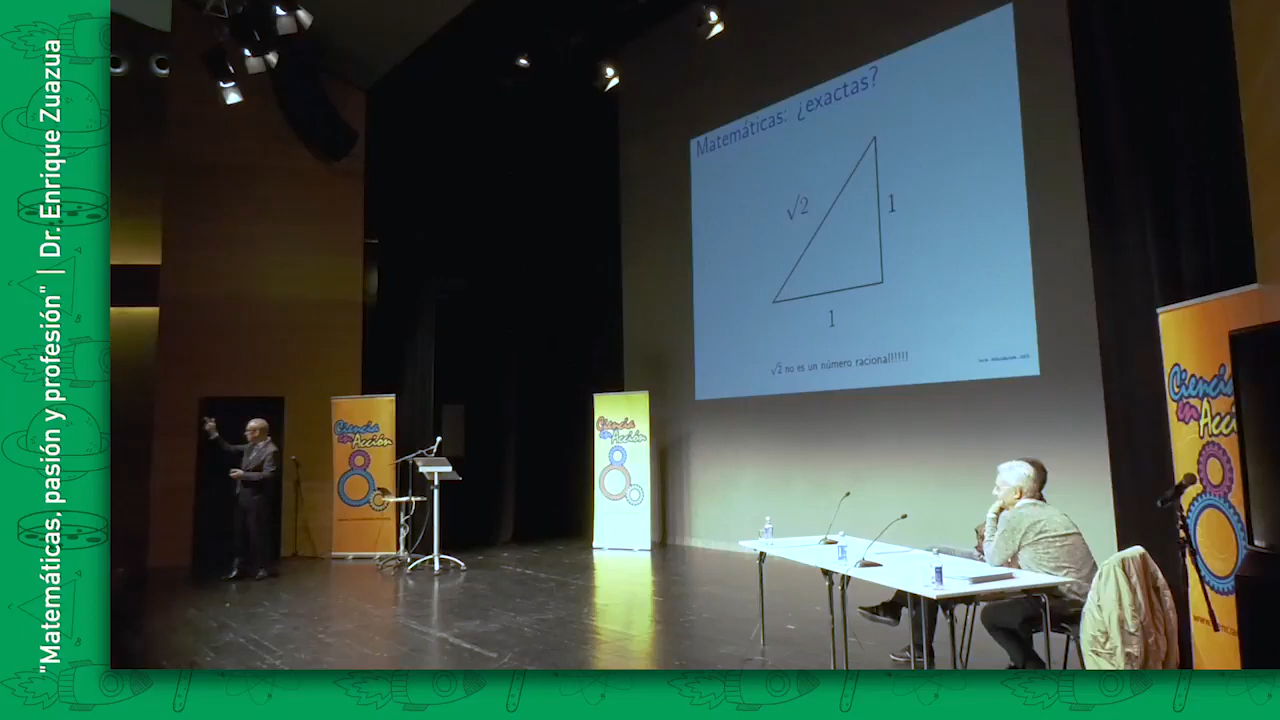 "Matemáticas, pasión y profesión" | Dr. Enrique Zuazua
Matemáticas: ¿exactas?
√2
1
1
√2 no es un número racional!!!!!!
Ciencia
en Acción
Ciencia
en Acción
Ciencia
en Acción